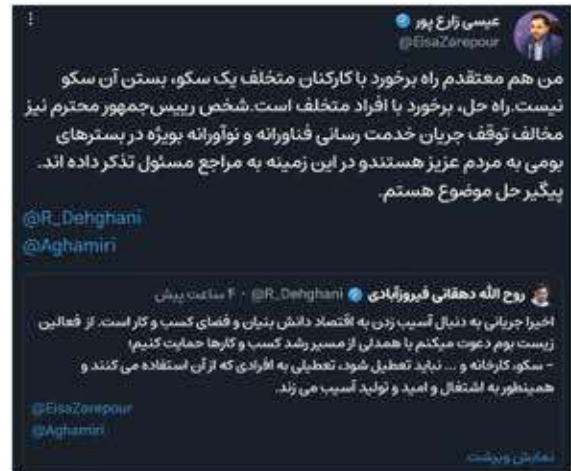 عیسی زارع پور
@EisaZarepour
من هم معتقدم راه برخورد با کارکنان متخلف یک سکو، بستن آن سکو
نیست.راه حل، برخورد با افراد متخلف است.شخص رییس‌جمهور محترم نیز
مخالف توقف جریان خدمت رسانی فناورانه و نوآورانه بویژه در بسترهای
بومی به مردم عزیز هستندو در این زمینه به مراجع مسئول تذکر داده اند.
پیگیر حل موضوع هستم.
@R_Dehghani
@Aghamiri
روح الله دهقانی فیروزآبادی @R_Dehghani · ۴ ساعت پیش
اخیرا جریانی به دنبال آسیب زدن به اقتصاد دانش بنیان و فضای کسب و کار است. از فعالین
زیست بوم دعوت میکنم با همدلی از مسیر رشد کسب و کارها حمایت کنیم؛
- سکو، کارخانه و ... نباید تعطیل شود، تعطیلی به افرادی که از آن استفاده می کنند و
همینطور به اشتغال و امید و تولید آسیب می زند.
@EisaZarepour
@Aghamiri
نمایش ویرشت